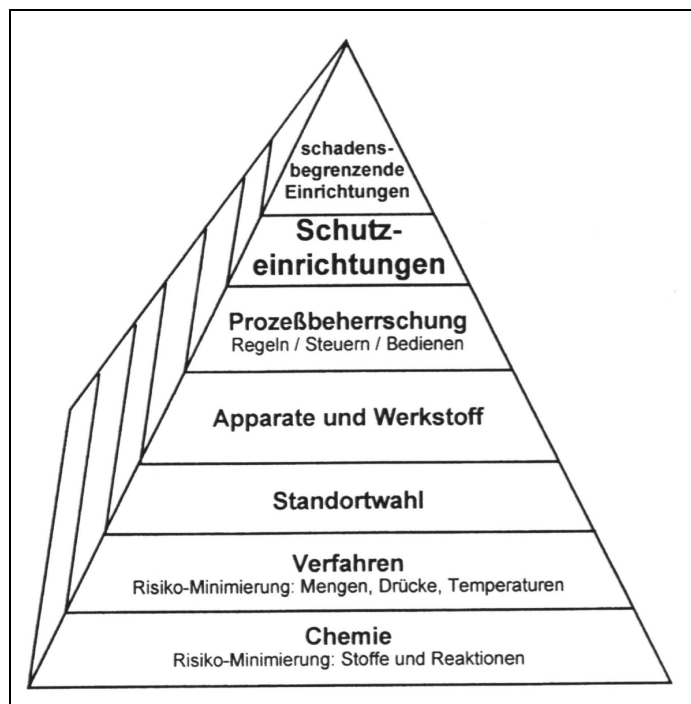 schadens-
begrenzende
Einrichtungen
Schutz-
einrichtungen
Prozeßbeherrschung
Regeln / Steuern / Bedienen
Apparate und Werkstoff
Standortwahl
Verfahren
Risiko-Minimierung: Mengen, Drücke, Temperaturen
Chemie
Risiko-Minimierung: Stoffe und Reaktionen